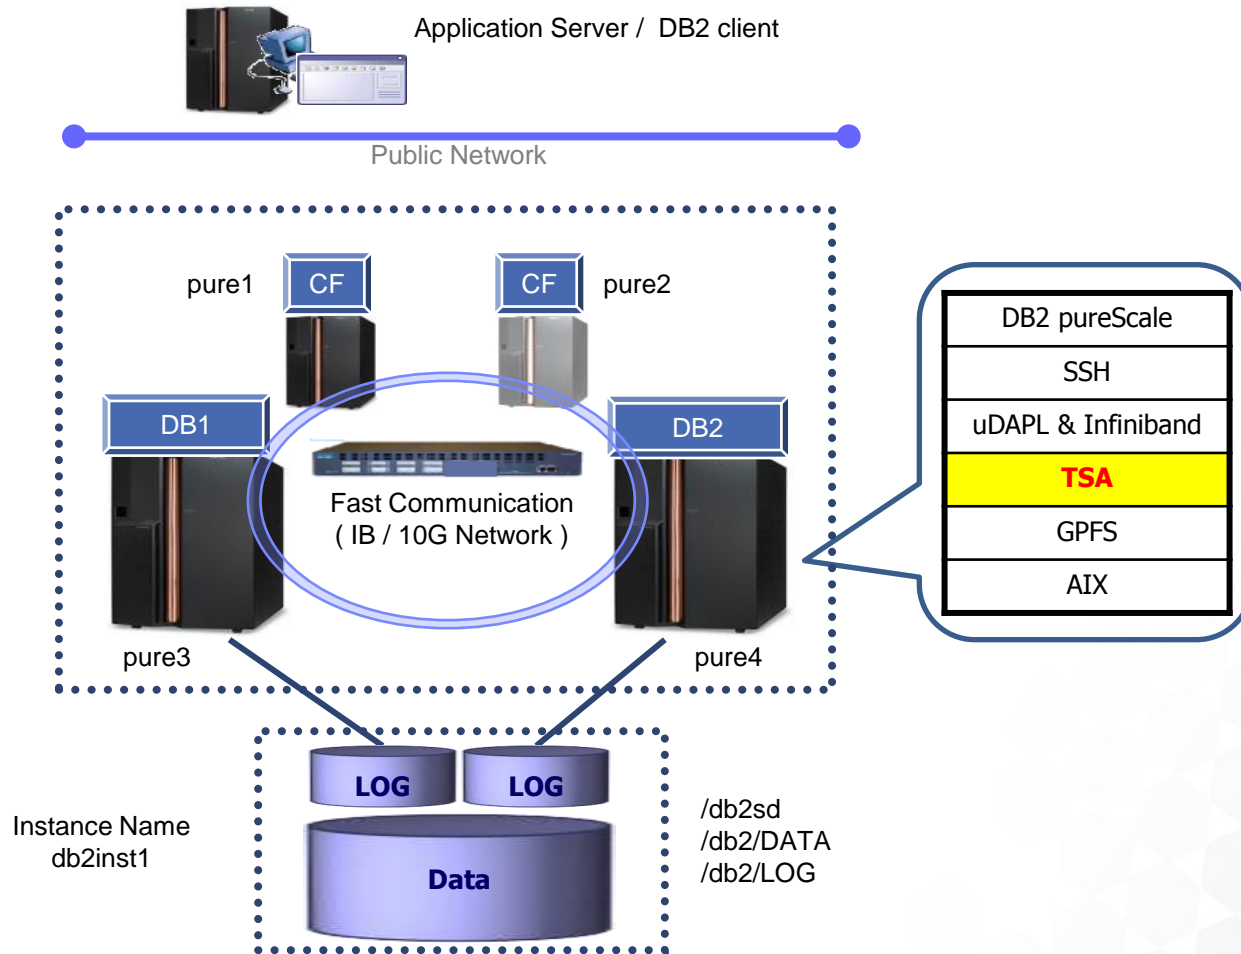 Application Server /  DB2 client
Public Network
pure1
CF
CF
pure2
DB1
DB2
Fast Communication
( IB / 10G Network )
pure3
pure4
DB2 pureScale
SSH
uDAPL & Infiniband
TSA
GPFS
AIX
LOG
LOG
Data
Instance Name
db2inst1
/db2sd
/db2/DATA
/db2/LOG